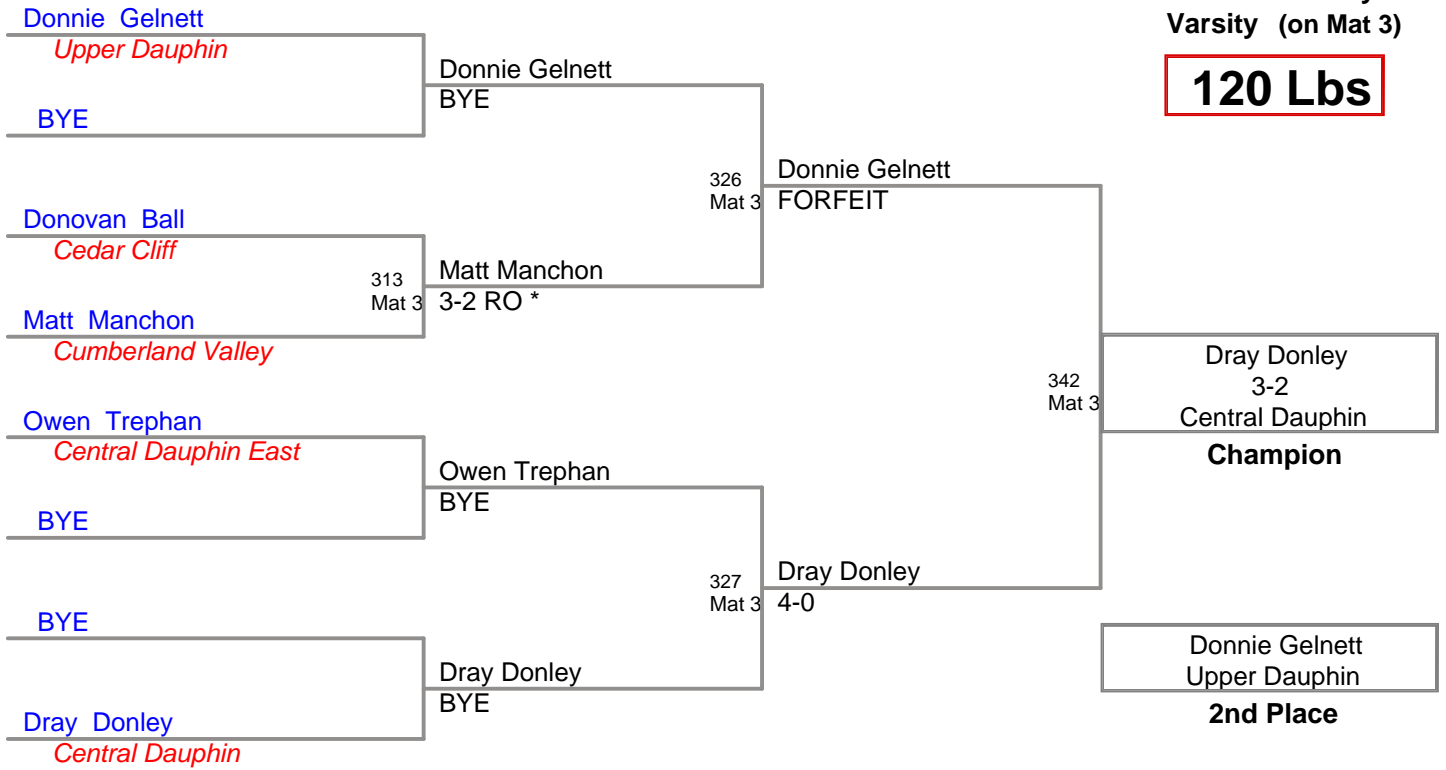 Varsity (on Mat 3)
120 Lbs
Donnie Gelnett
Upper Dauphin
BYE
Donovan Ball
Cedar Cliff
Matt Manchon
Cumberland Valley
Owen Trephan
Central Dauphin East
BYE
BYE
Dray Donley
Central Dauphin
Donnie Gelnett
BYE
313
Mat 3
Matt Manchon
3-2 RO *
Owen Trephan
BYE
Dray Donley
BYE
326
Mat 3
Donnie Gelnett
FORFEIT
327
Mat 3
Dray Donley
4-0
342
Mat 3
Dray Donley
3-2
Central Dauphin
Champion
Donnie Gelnett
Upper Dauphin
2nd Place